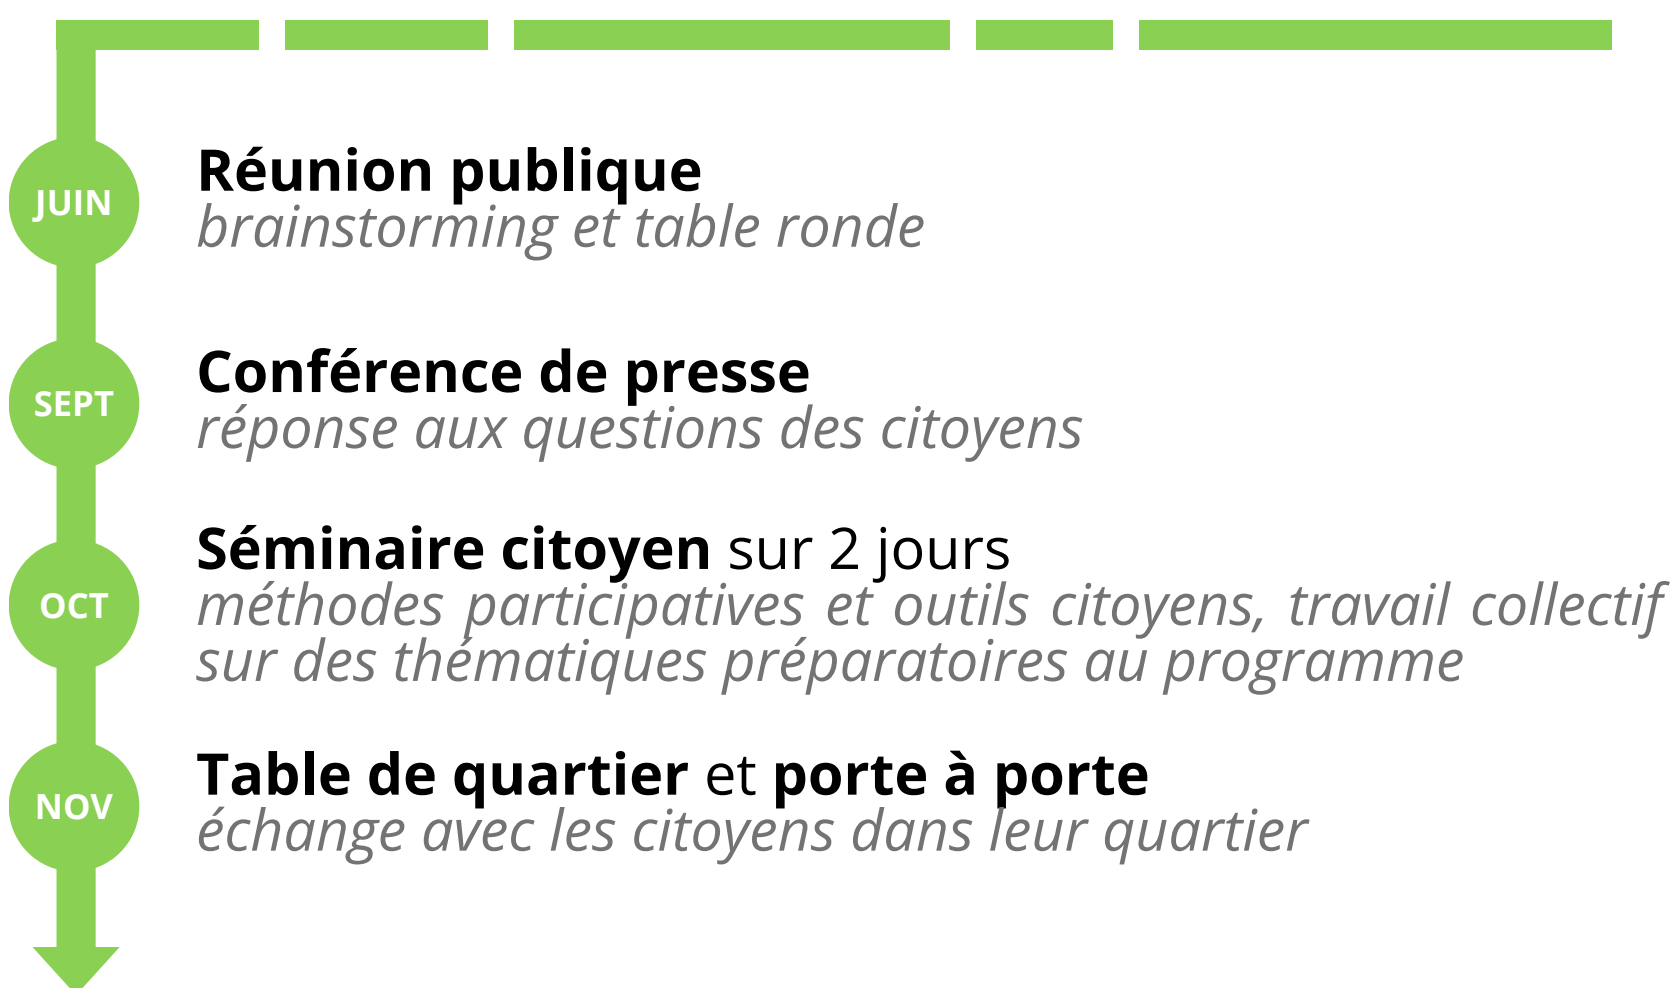 JUIN
Réunion publique
brainstorming et table ronde
SEPT
Conférence de presse
réponse aux questions des citoyens
OCT
Séminaire citoyen sur 2 jours
méthodes participatives et outils citoyens, travail collectif
sur des thématiques préparatoires au programme
NOV
Table de quartier et porte à porte
échange avec les citoyens dans leur quartier